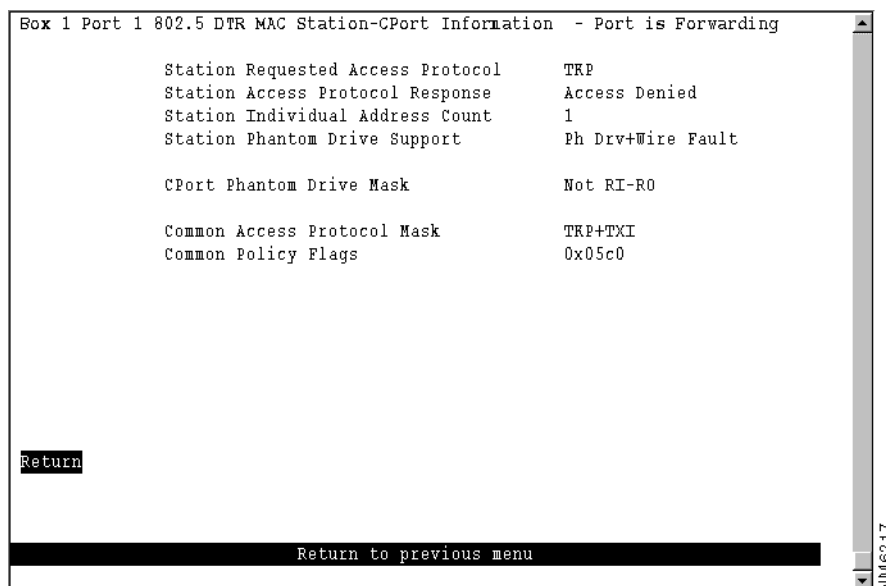 Box 1 Port 1 802.5 DTR MAC Station-CPort Information - Port is Forwarding
Station Requested Access Protocol TKP
Station Access Protocol Response Access Denied
Station Individual Address Count 1
Station Phantom Drive Support Ph Drv+Wire Fault
CPort Phantom Drive Mask Not RI-RO
Common Access Protocol Mask TKP+TXI
Common Policy Flags 0x05c0
Return
Return to previous menu